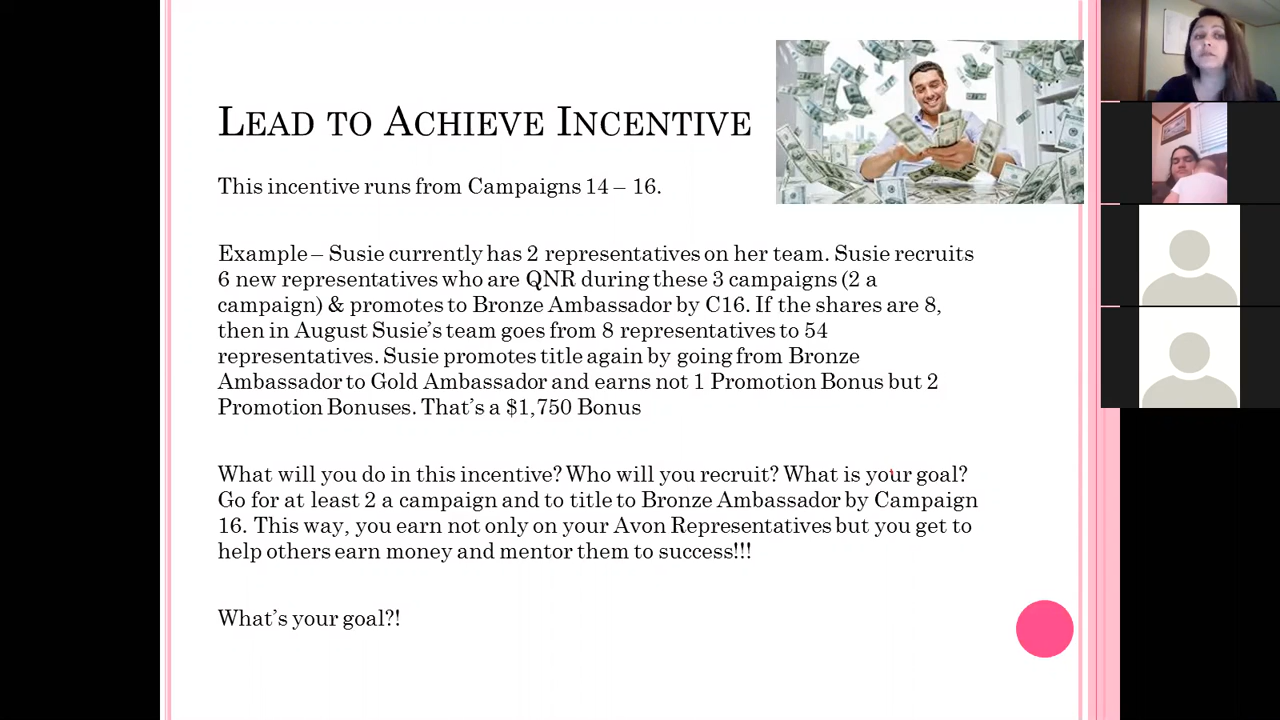 LEAD TO ACHIEVE INCENTIVE
This incentive runs from Campaigns 14 – 16.
Example – Susie currently has 2 representatives on her team. Susie recruits
6 new representatives who are QNR during these 3 campaigns (2 a
campaign) & promotes to Bronze Ambassador by C16. If the shares are 8,
then in August Susie's team goes from 8 representatives to 54
representatives. Susie promotes title again by going from Bronze
Ambassador to Gold Ambassador and earns not 1 Promotion Bonus but 2
Promotion Bonuses. That's a $1,750 Bonus
What will you do in this incentive? Who will you recruit? What is your goal?
Go for at least 2 a campaign and to title to Bronze Ambassador by Campaign
16. This way, you earn not only on your Avon Representatives but you get to
help others earn money and mentor them to success!!!
What's your goal?!